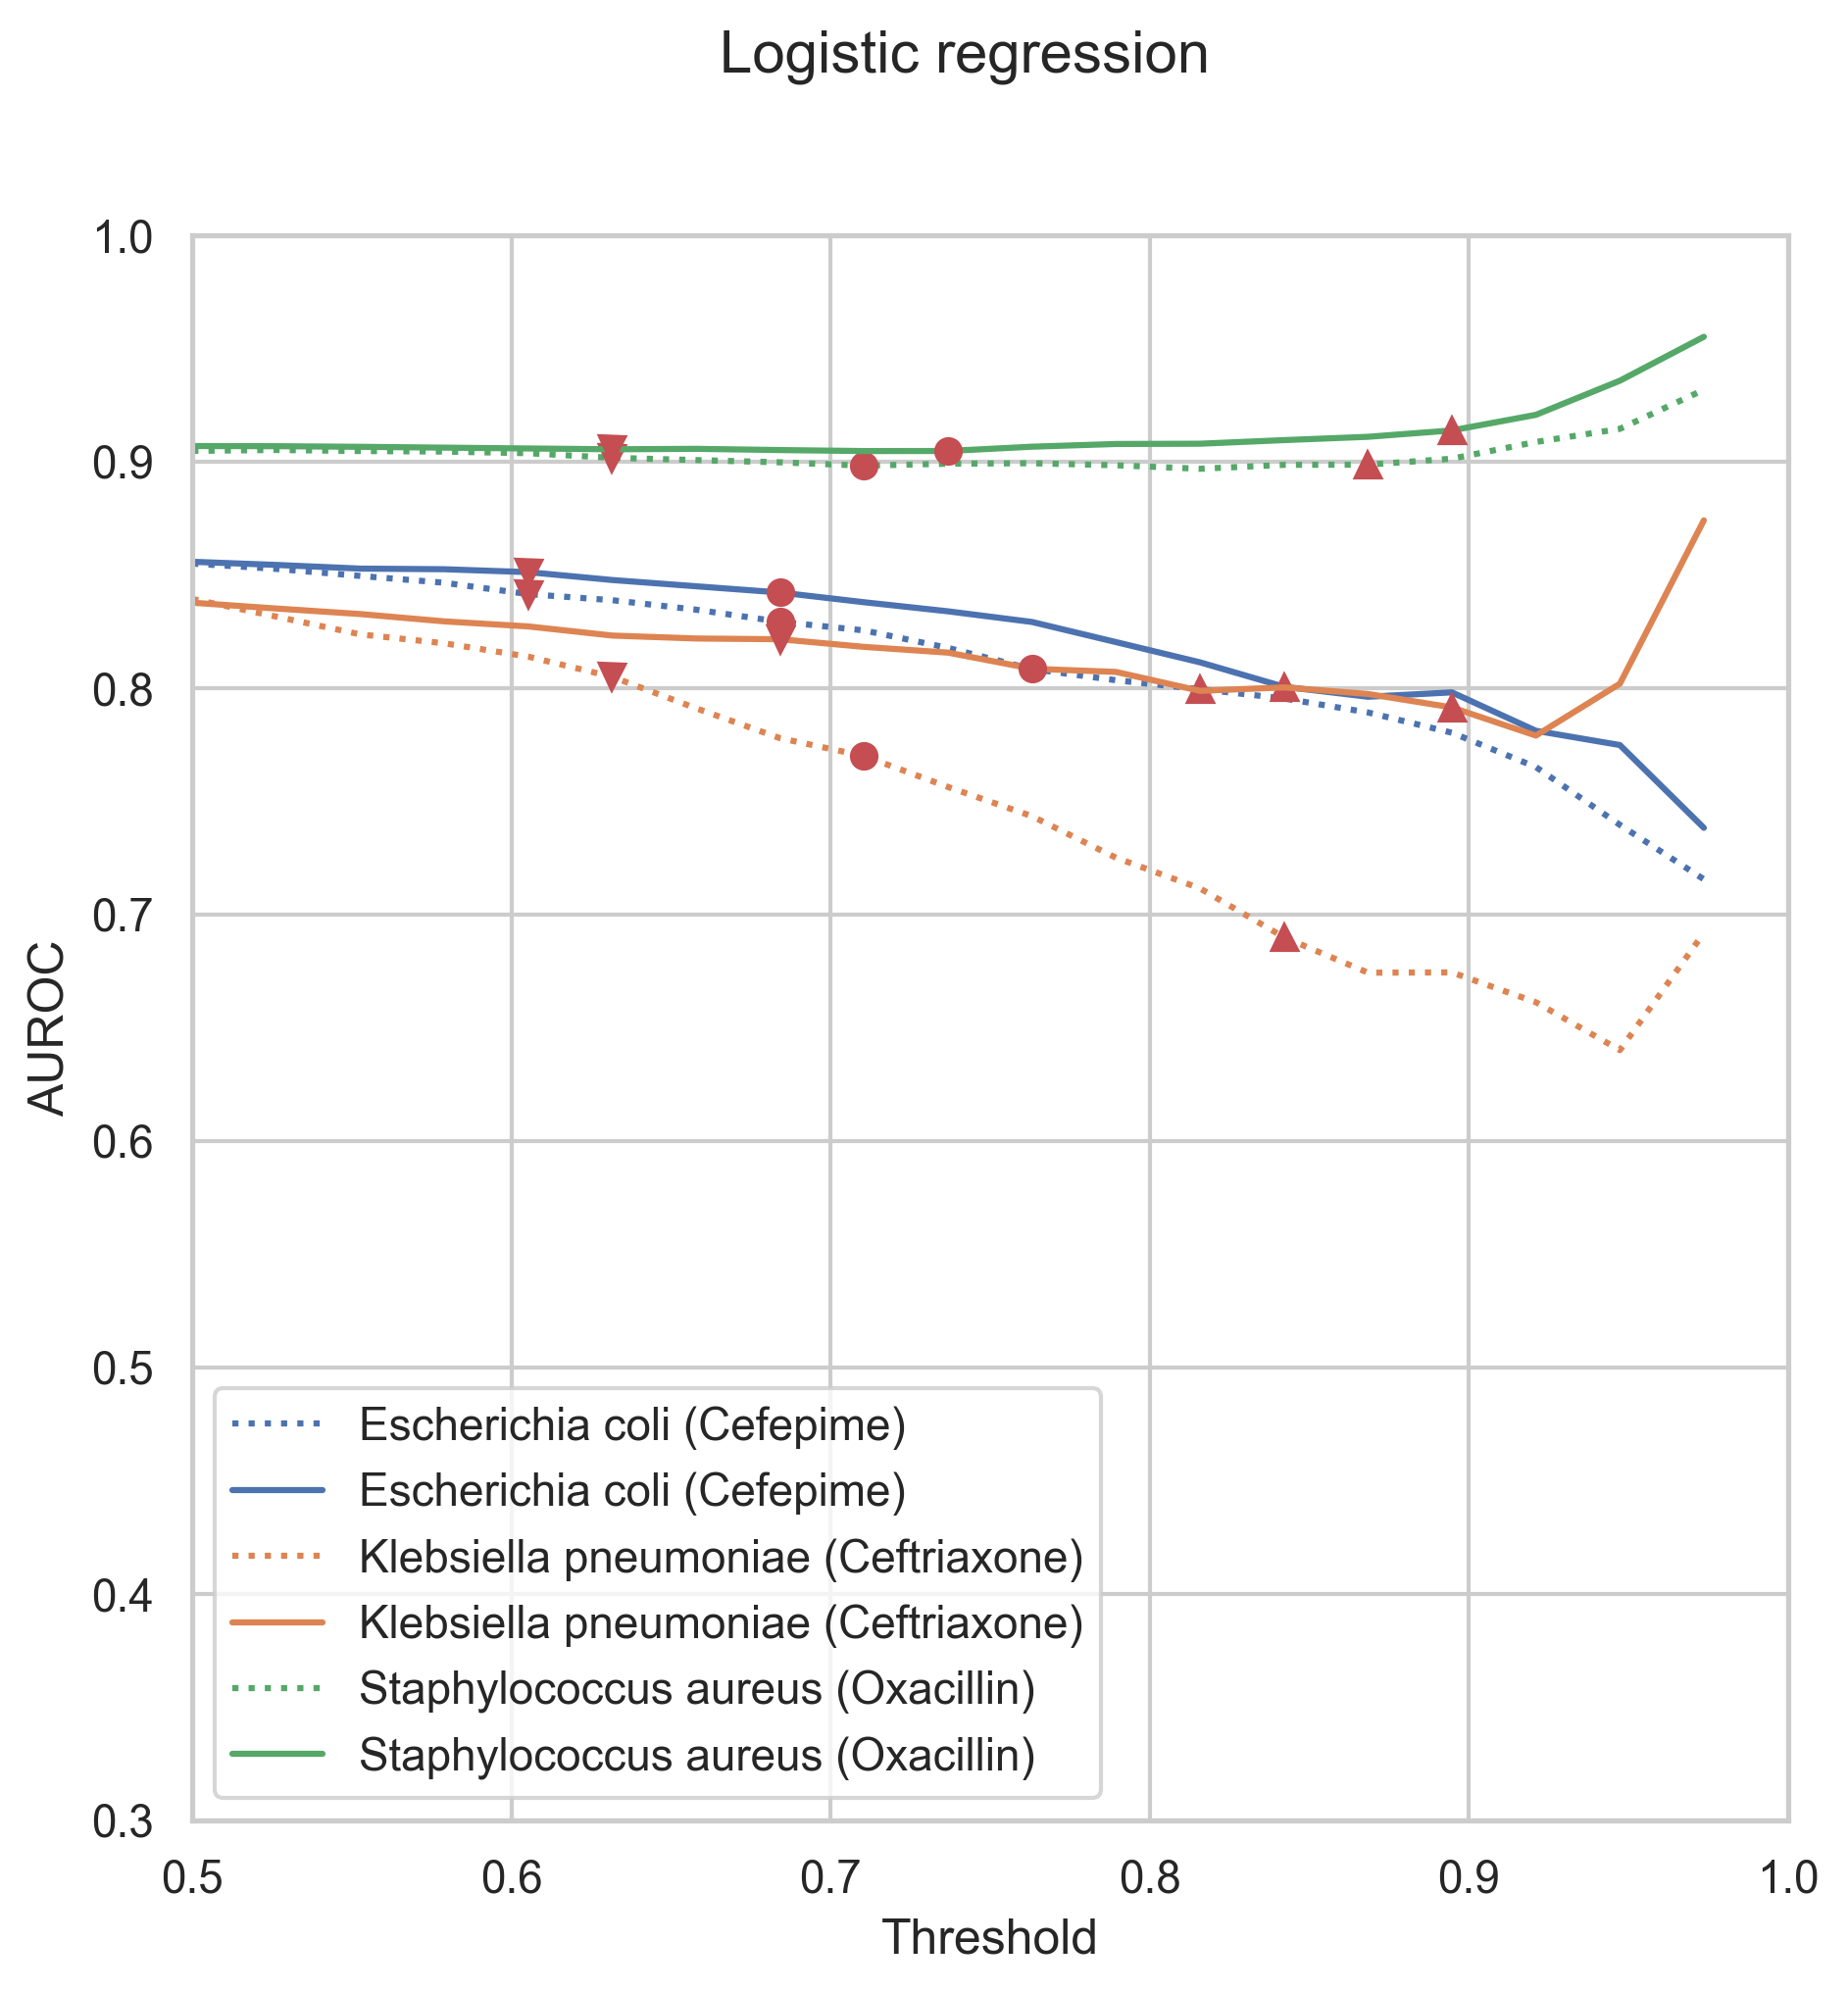 Logistic regression
1.0
0.9
0.8
0.7
0.6
0.5
0.4
0.3
AUROC
Escherichia coli (Cefepime)
Escherichia coli (Cefepime)
Klebsiella pneumoniae (Ceftriaxone)
Klebsiella pneumoniae (Ceftriaxone)
Staphylococcus aureus (Oxacillin)
Staphylococcus aureus (Oxacillin)
0.5 0.6 0.7 0.8 0.9 1.0
Threshold